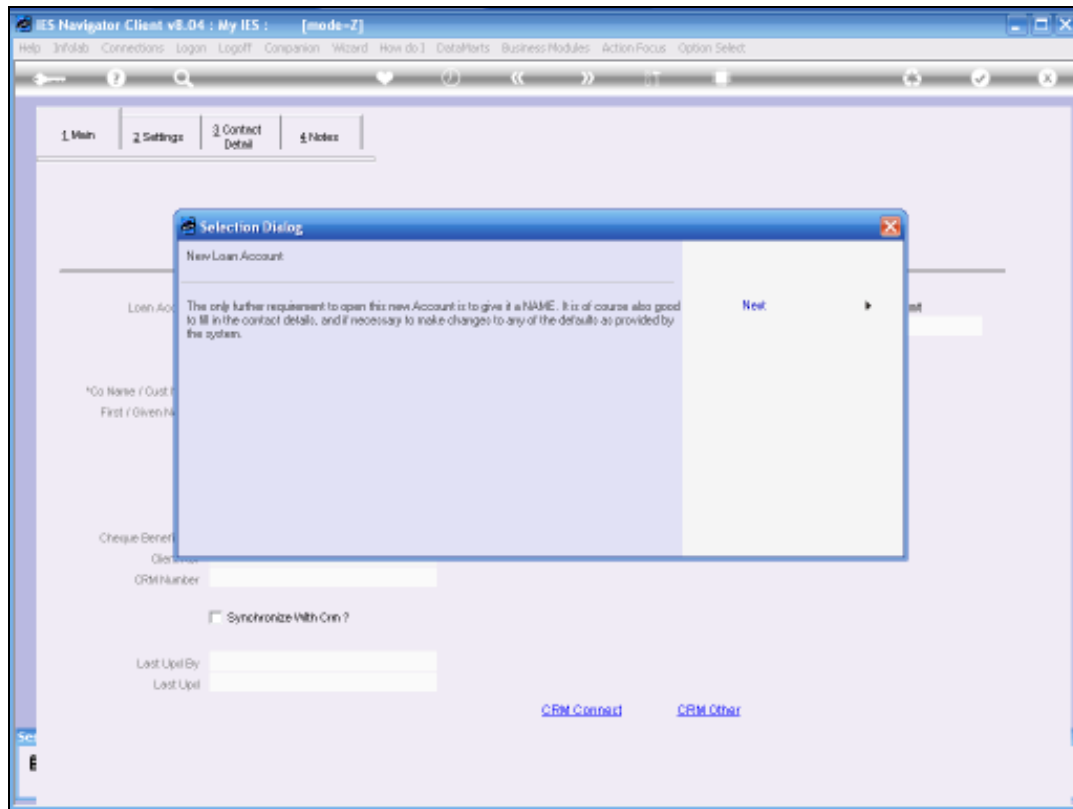 IES Navigator Client v8.04 : My IES : [mode=Z]
Help Infolab Connections Logon Logoff Companion Wizard How do I DataMarts Business Modules Action Focus Option Select
1 Main
2 Settings
3 Contact
Detail
4 Notes
Selection Dialog
New Loan Account
The only further requirement to open this new Account is to give it a NAME. It is of course also good
to fill in the contact details, and if necessary to make changes to any of the defaults as provided by
the system.
Next
Loan
*Co Name / Cust
First / Given
Cheque
CRM Number
Synchronize With Crm ?
Last Upd By
Last Upd
CRM Connect CRM Other